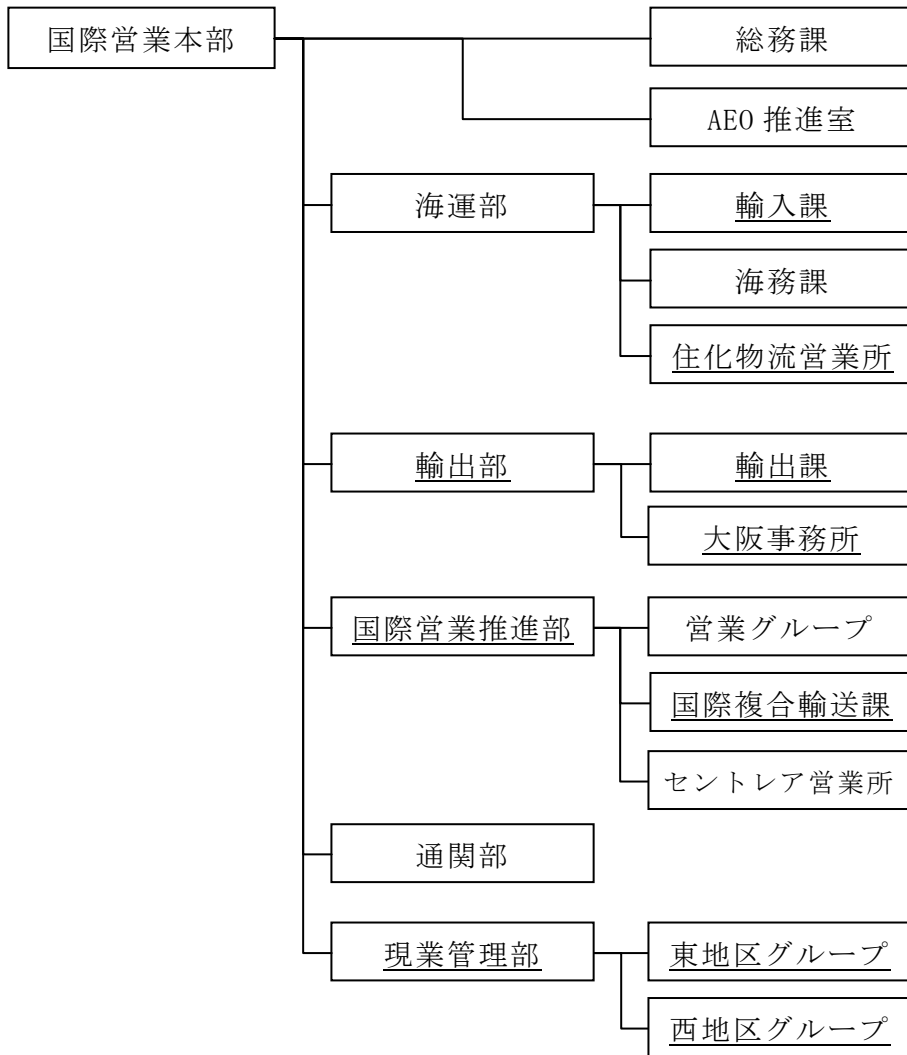 国際営業本部
総務課
AEO 推進室
海運部
輸入課
海務課
住化物流営業所
輸出部
輸出課
大阪事務所
国際営業推進部
営業グループ
国際複合輸送課
セントレア営業所
通関部
現業管理部
東地区グループ
西地区グループ